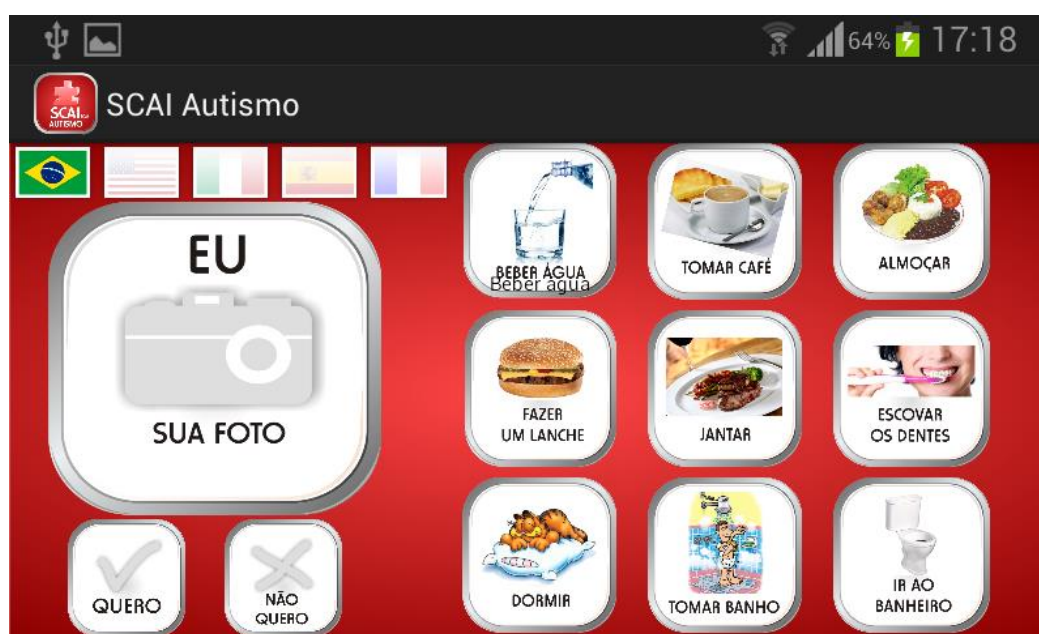 64% 17:18
SCAI AUTISMO
SCAI Autismo
EU
SUA FOTO
QUERO
NÃO
QUERO
BEBER ÁGUA
Beber água
TOMAR CAFÉ
ALMOÇAR
FAZER
UM LANCHE
JANTAR
ESCOVAR
OS DENTES
DORMIR
TOMAR BANHO
IR AO
BANHEIRO